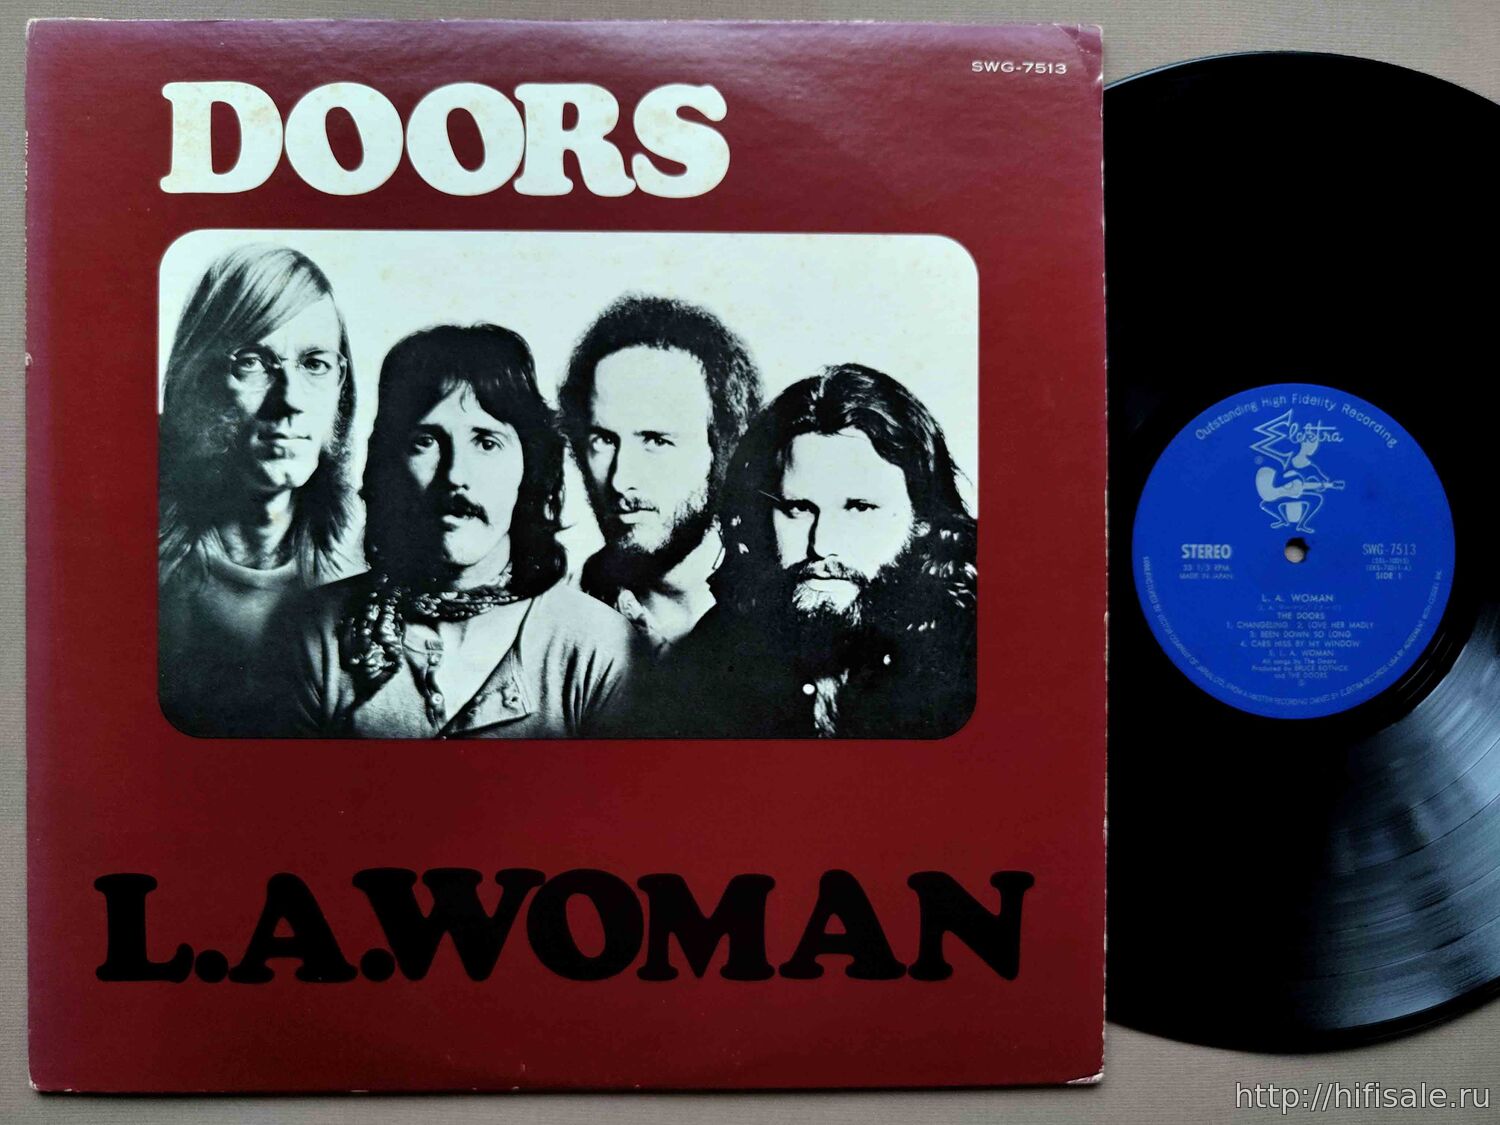 SWG-7513
DOORS
L.A.WOMAN
Outstanding High Fidelity Recording
Elektra
STEREO
33 1/3 RPM
MADE IN JAPAN
SWG-7513
SIDE 1
L. A. WOMAN
THE DOORS
1. CHANGELING 2. LOVE HER MADLY
3. BEEN DOWN SO LONG
4. CARS HISS BY MY WINDOW
5. L. A. WOMAN
All songs by The Doors
Produced by BRUCE BOTNICK
and THE DOORS
http://hifisale.ru